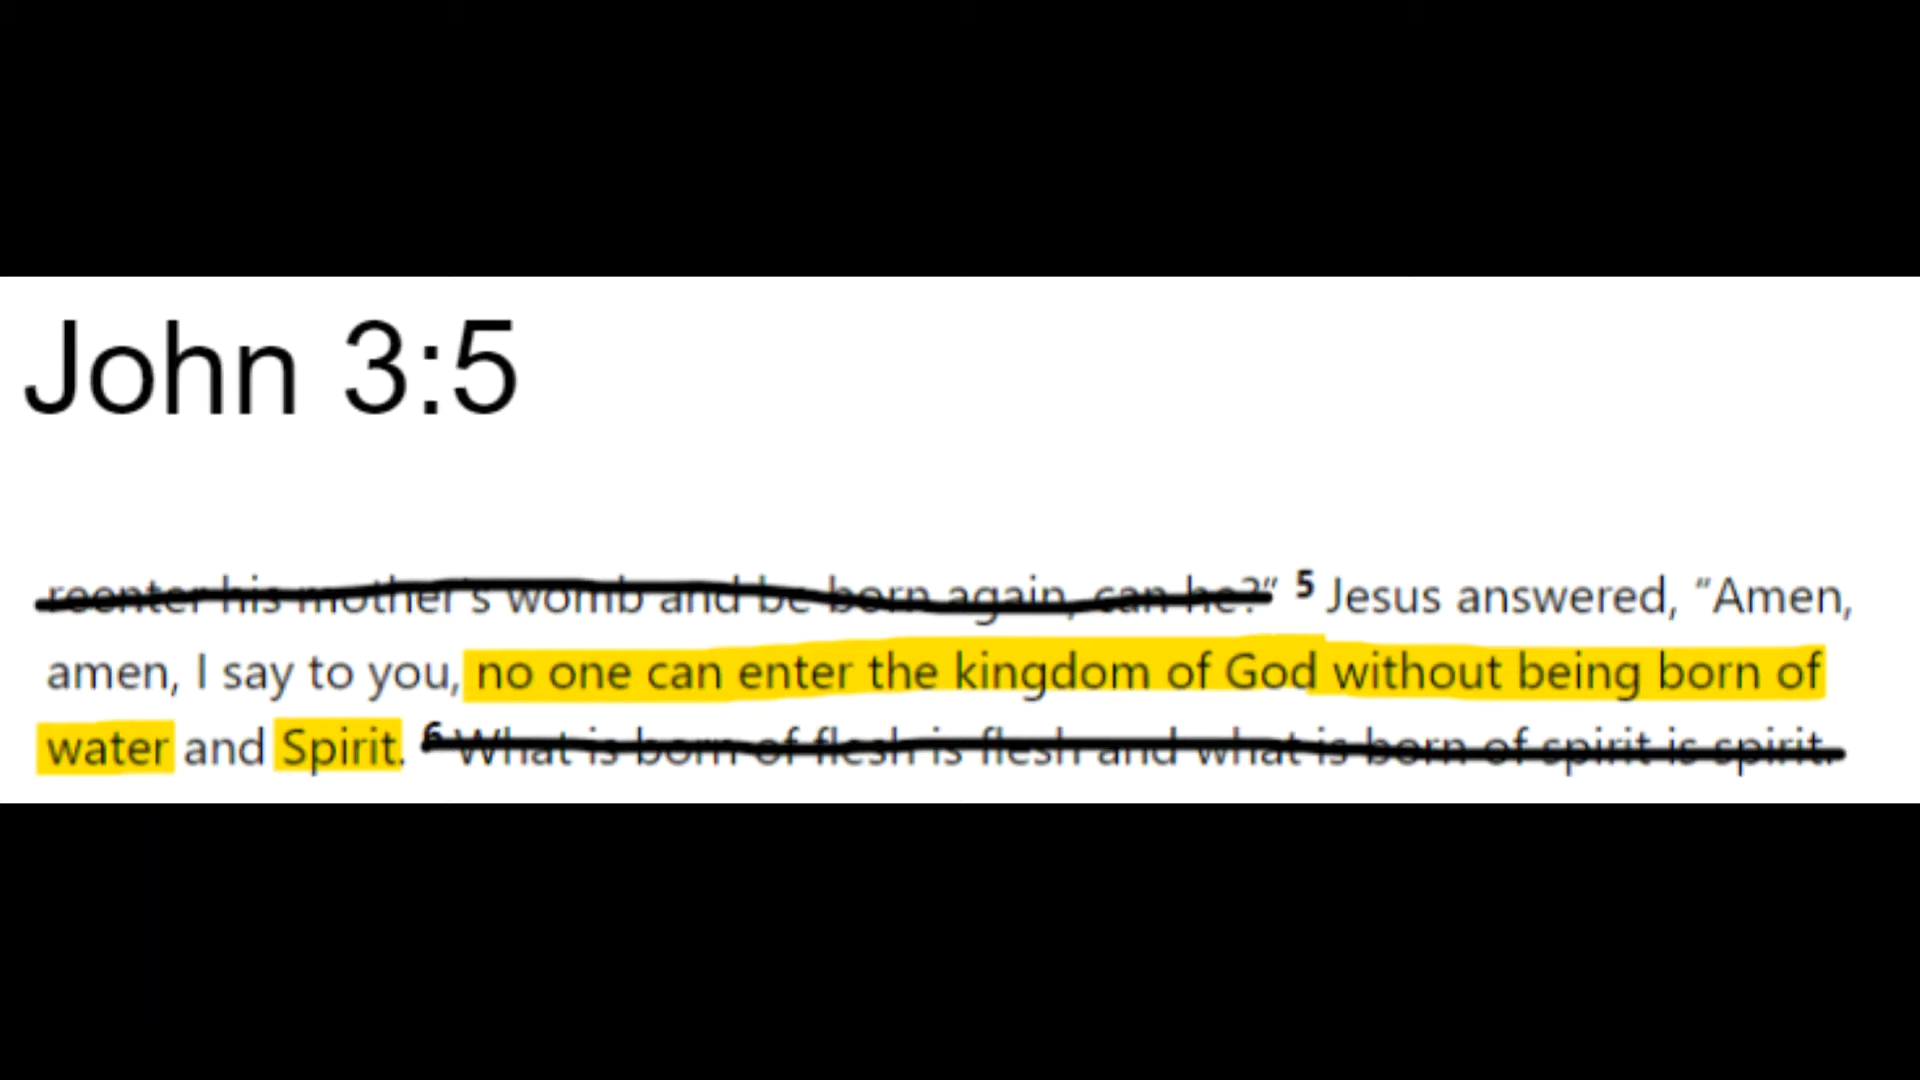 John 3:5
reenter his mother's womb and be born again, can he?” 5 Jesus answered, “Amen,
amen, I say to you, no one can enter the kingdom of God without being born of
water and Spirit. 6 What is born of flesh is flesh and what is born of spirit is spirit.